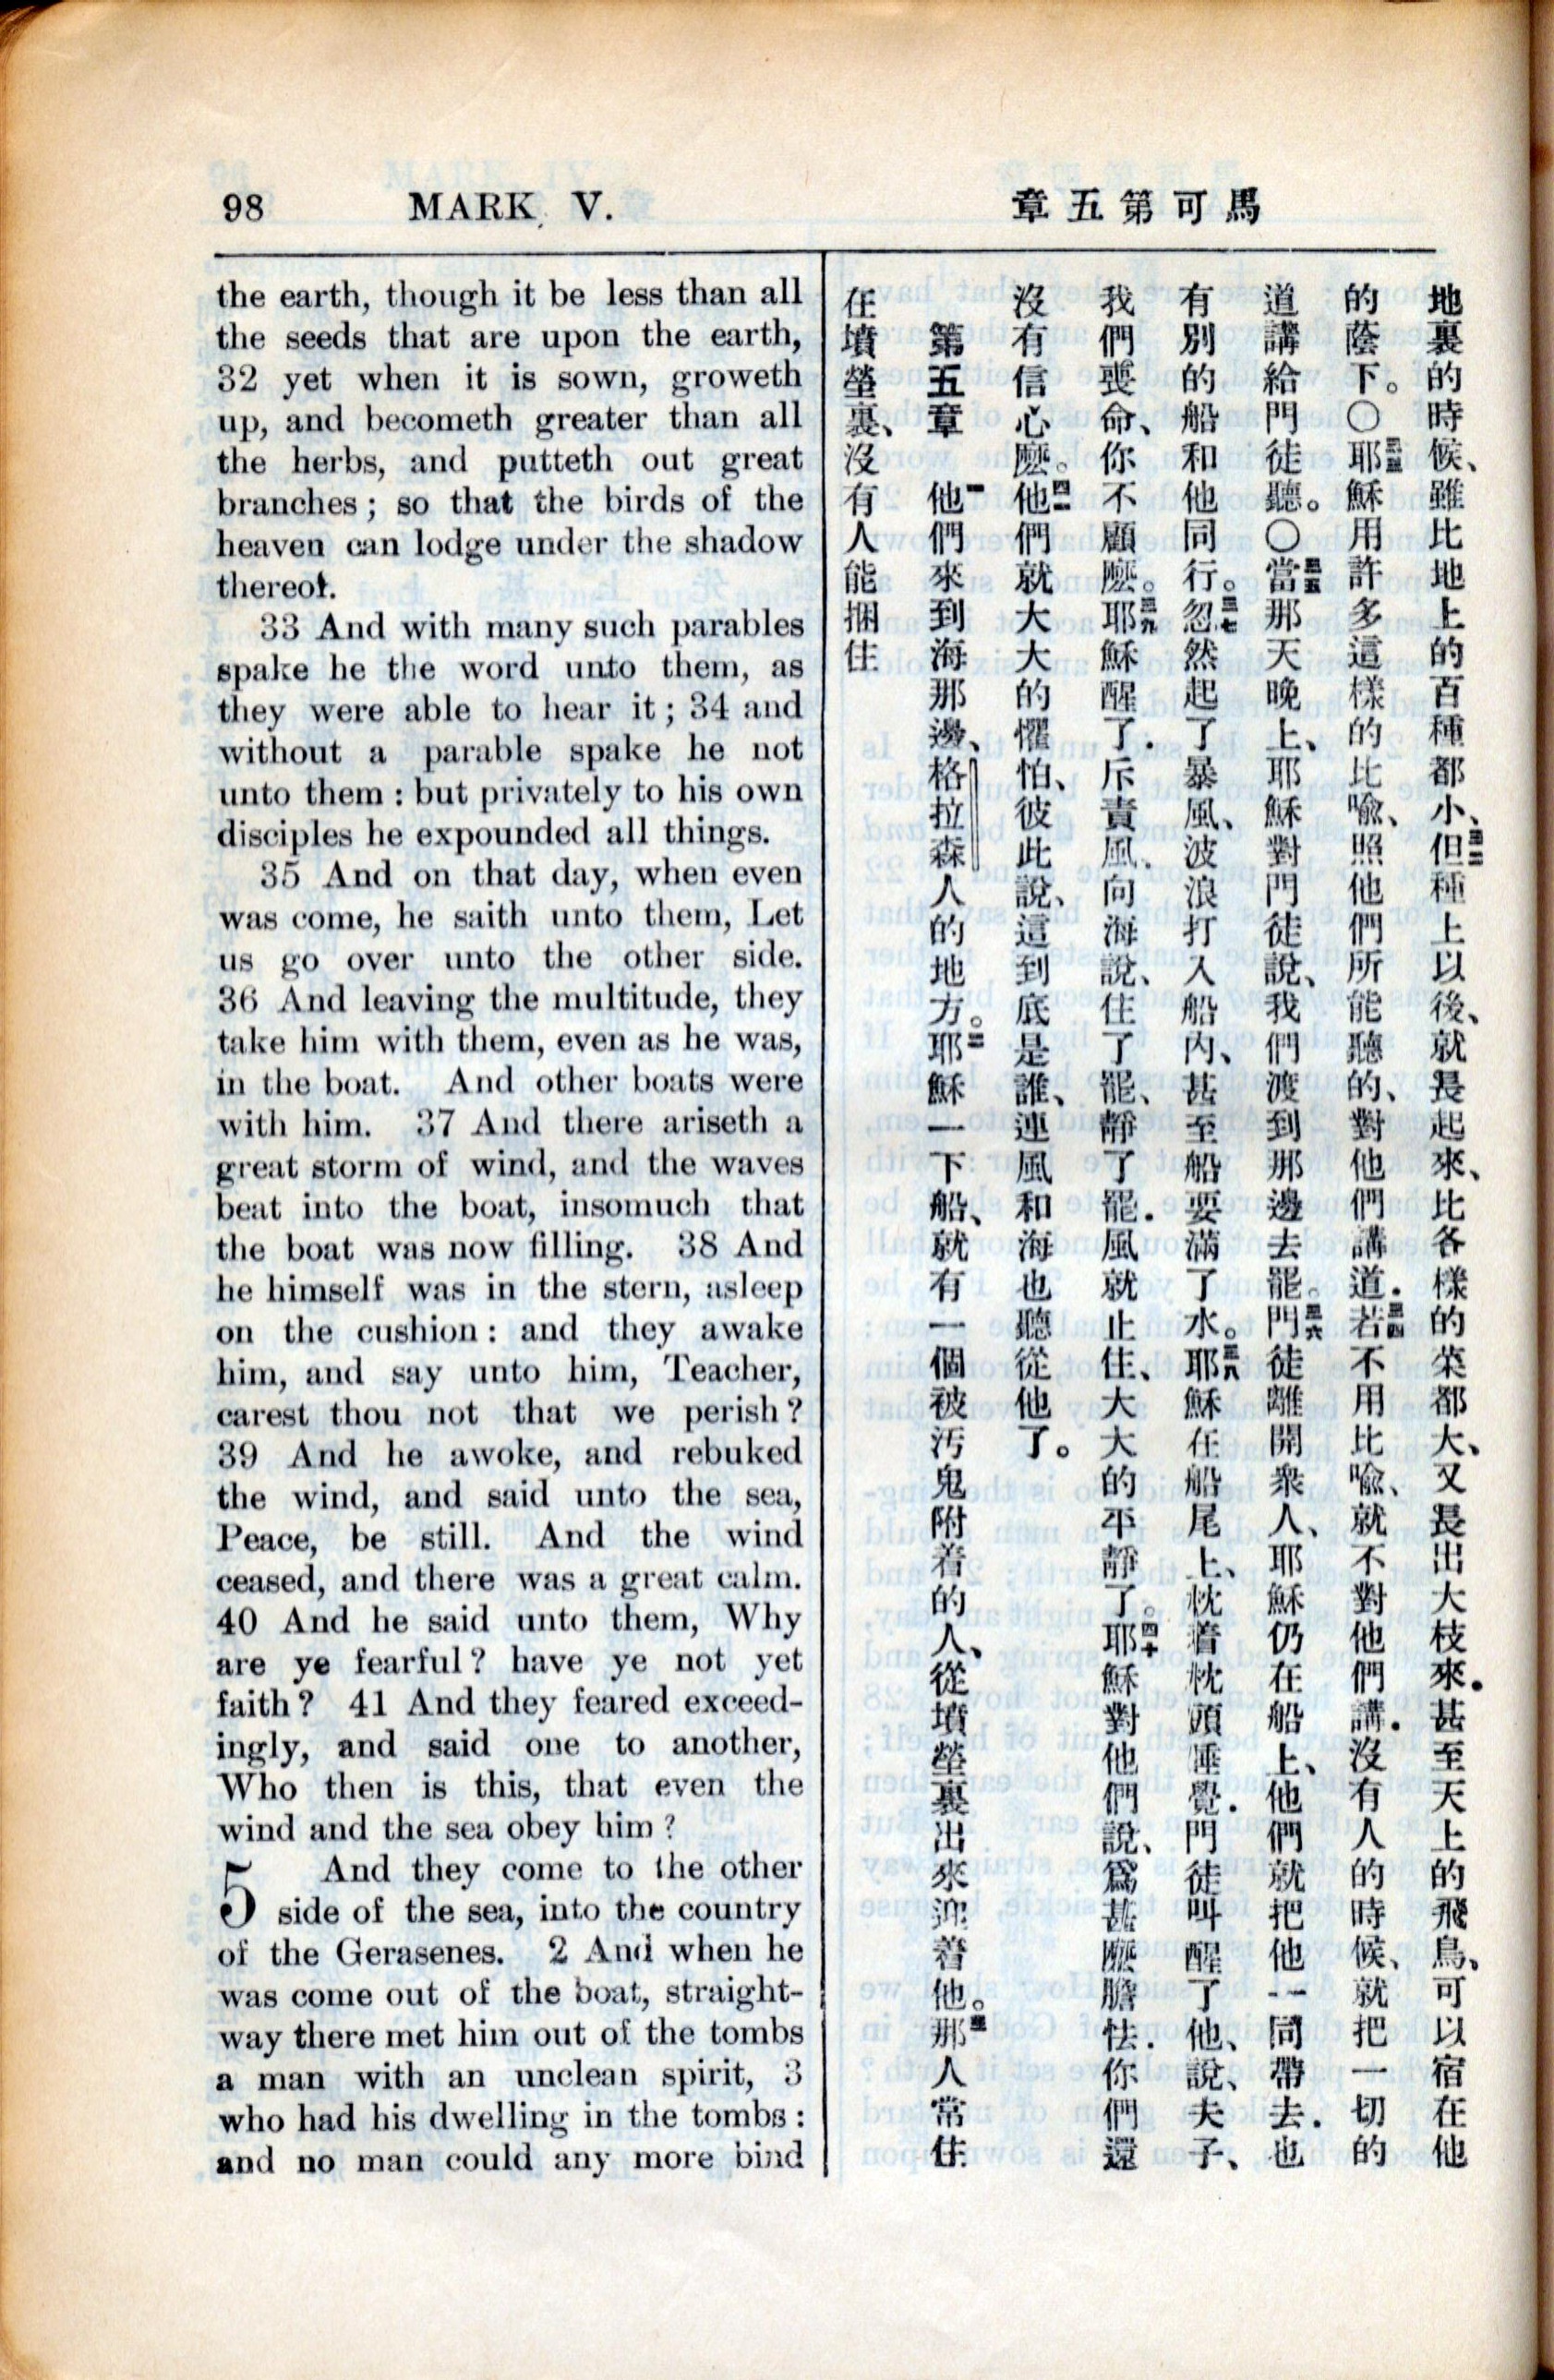 98 MARK V.
章五第可馬
the earth, though it be less than all
the seeds that are upon the earth,
32 yet when it is sown, groweth
up, and becometh greater than all
the herbs, and putteth out great
branches ; so that the birds of the
heaven can lodge under the shadow
thereof.
33 And with many such parables
spake he the word unto them, as
they were able to hear it ; 34 and
without a parable spake he not
unto them : but privately to his own
disciples he expounded all things.
35 And on that day, when even
was come, he saith unto them, Let
us go over unto the other side.
36 And leaving the multitude, they
take him with them, even as he was,
in the boat. And other boats were
with him. 37 And there ariseth a
great storm of wind, and the waves
beat into the boat, insomuch that
the boat was now filling. 38 And
he himself was in the stern, asleep
on the cushion : and they awake
him, and say unto him, Teacher,
carest thou not that we perish ?
39 And he awoke, and rebuked
the wind, and said unto the sea,
Peace, be still. And the wind
ceased, and there was a great calm.
40 And he said unto them, Why
are ye fearful ? have ye not yet
faith ? 41 And they feared exceed-
ingly, and said one to another,
Who then is this, that even the
wind and the sea obey him ?
5 And they come to the other
side of the sea, into the country
of the Gerasenes. 2 And when he
was come out of the boat, straight-
way there met him out of the tombs
a man with an unclean spirit, 3
who had his dwelling in the tombs :
and no man could any more bind
地裏的時候、雖比地上的百種都小、三二但種上以後、就長起來、比各樣的菜都大、又長出大枝來．甚至天上的飛鳥、可以宿在他
的蔭下。〇三三耶穌用許多這樣的比喩、照他們所能聽的、對他們講道．三四若不用比喩、就不對他們講．沒有人的時候、就把一切的
道講給門徒聽。〇三五當那天晚上、耶穌對門徒說、我們渡到那邊去罷。三六門徒離開衆人、耶穌仍在船上、他們就把他一同帶去．也
有別的船和他同行。三七忽然起了暴風、波浪打入船內、甚至船要滿了水。三八耶穌在船尾上、枕着枕頭睡覺．門徒叫醒了他、說、夫子、
我們喪命、你不顧麽。三九耶穌醒了．斥責風、向海說、住了罷、靜了罷．風就止住、大大的平靜了。四十耶穌對他們說、爲甚麽膽怯．你們還
沒有信心麽。四一他們就大大的懼怕、彼此說、這到底是誰、連風和海也聽從他了。
第五章 一他們來到海那邊、格拉森人的地方。二耶穌一下船、就有一個被汚鬼附着的人、從墳塋裏出來迎着他。三那人常住
在墳塋裏、沒有人能捆住